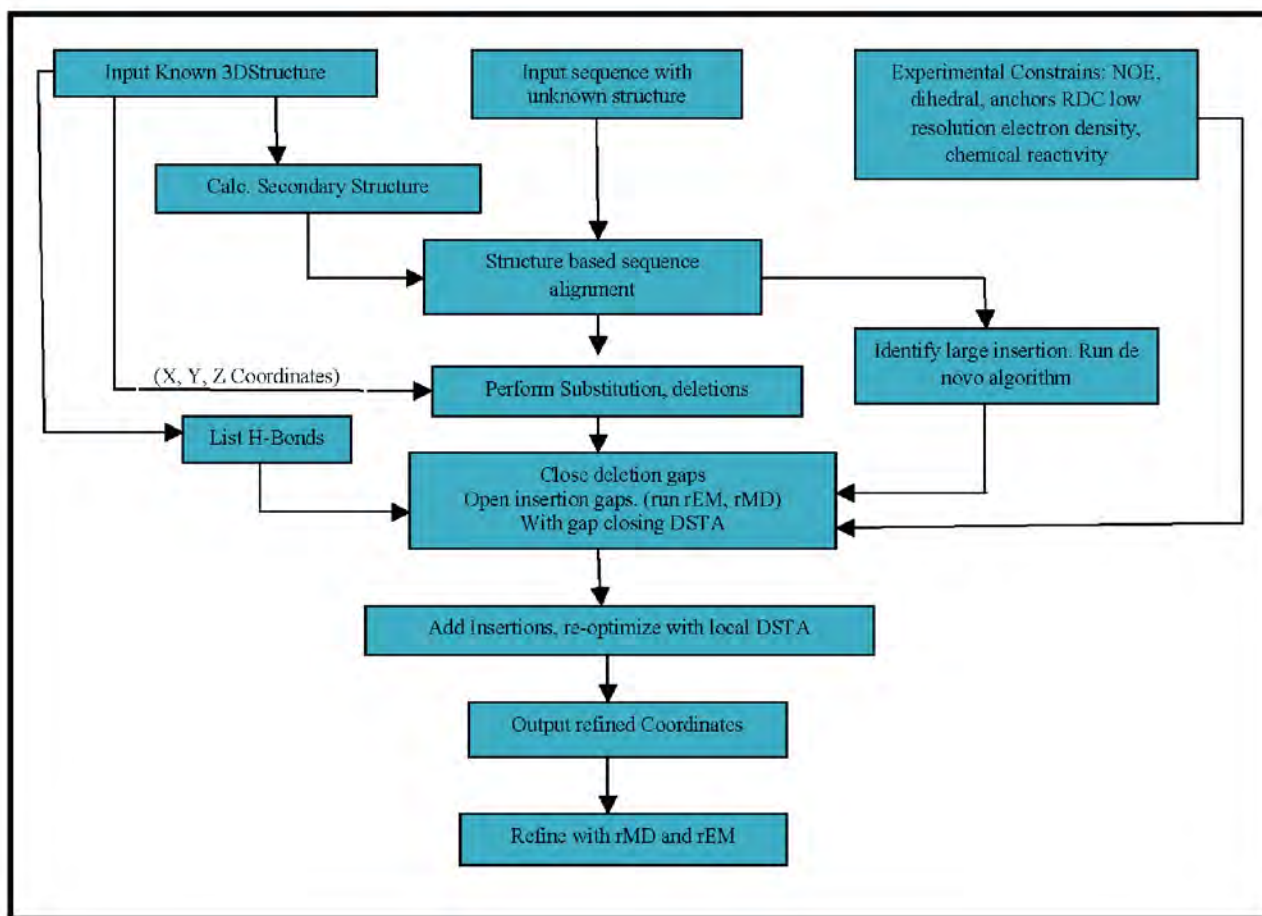 Input Known 3DStructure
Input sequence with
unknown structure
Experimental Constrains: NOE,
dihedral, anchors RDC low
resolution electron density,
chemical reactivity
Calc. Secondary Structure
Structure based sequence
alignment
Identify large insertion. Run de
novo algorithm
(X, Y, Z Coordinates)
Perform Substitution, deletions
List H-Bonds
Close deletion gaps
Open insertion gaps. (run rEM, rMD)
With gap closing DSTA
Add Insertions, re-optimize with local DSTA
Output refined Coordinates
Refine with rMD and rEM